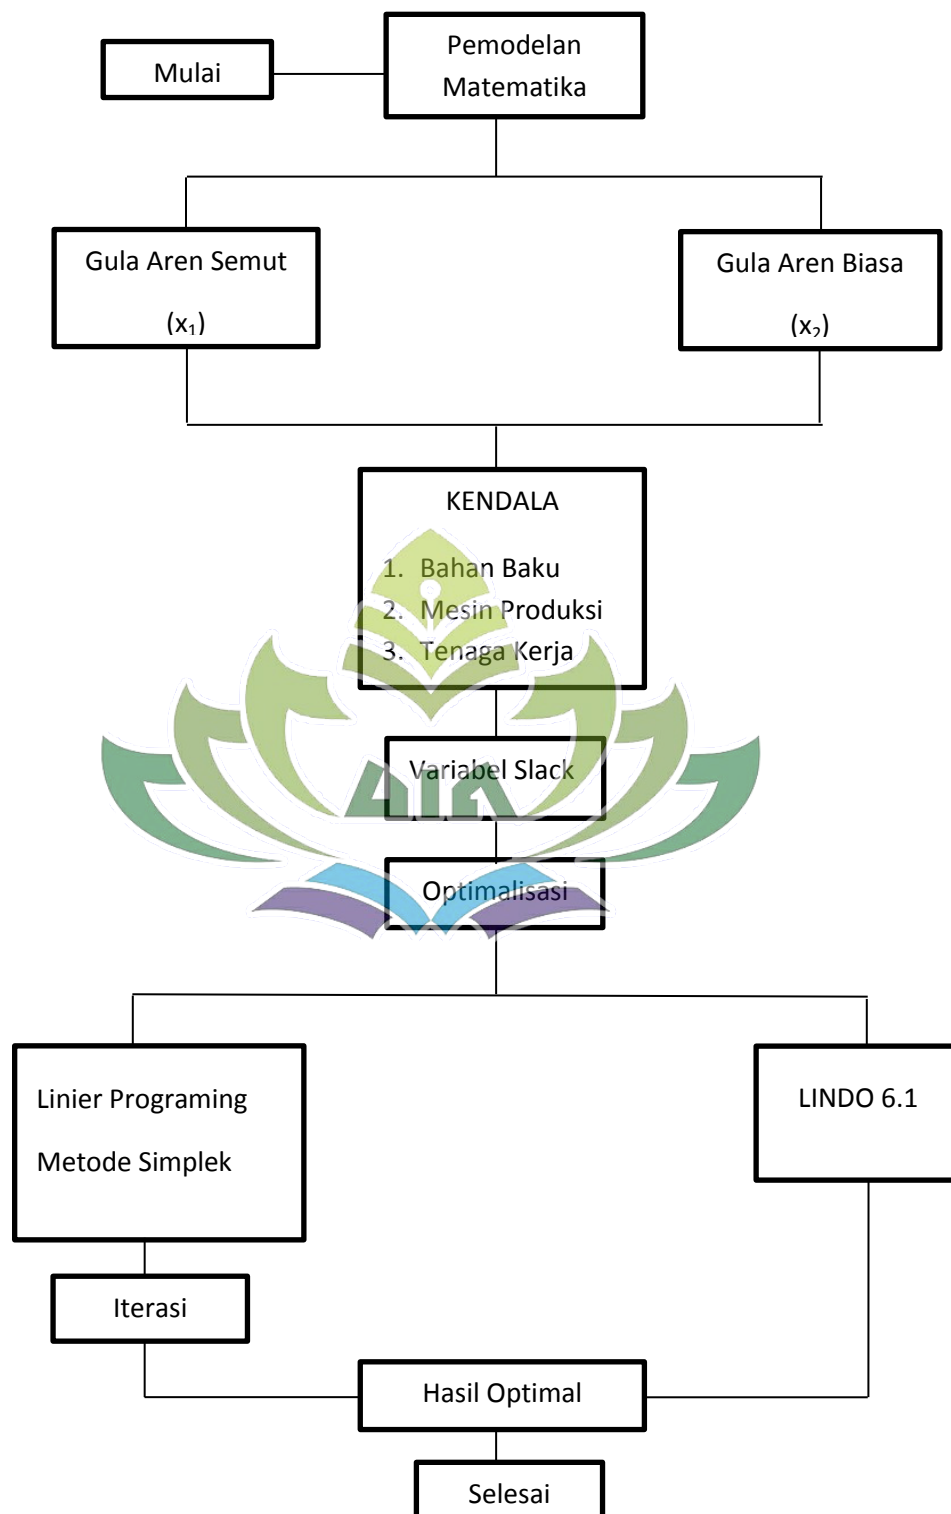 Mulai
Pemodelan
Matematika
Gula Aren Semut
(x₁)
Gula Aren Biasa
(x₂)
KENDALA
1. Bahan Baku
2. Mesin Produksi
3. Tenaga Kerja
Variabel Slack
Optimalisasi
Linier Programing
Metode Simplek
LINDO 6.1
Iterasi
Hasil Optimal
Selesai